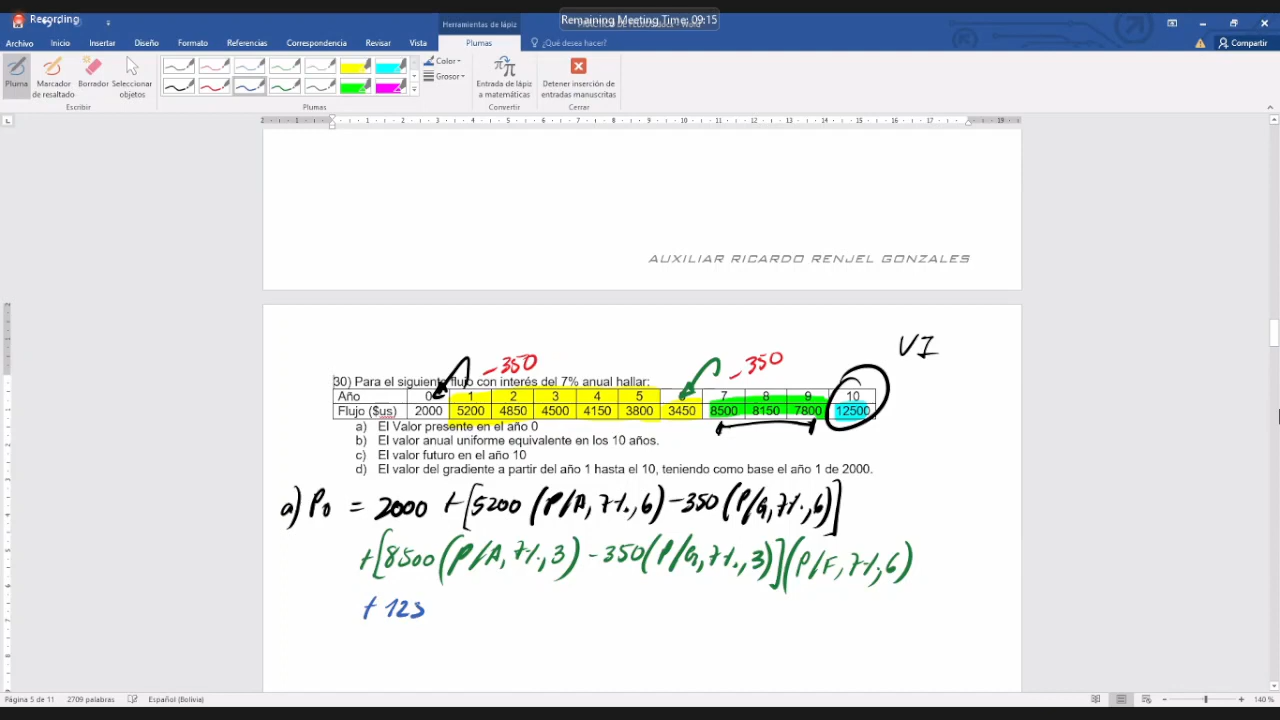 Recording
Herramientas de lápiz
Remaining Meeting Time: 09:15
Archivo Inicio Insertar Diseño Formato Referencias Correspondencia Revisar Vista Plumas ¿Qué desea hacer? Compartir
Pluma Marcador de resaltado Borrador Seleccionar objetos
Color
Grosor
Entrada de lápiz a matemáticas
Detener inserción de entradas manuscritas
Escribir Plumas Convertir Cerrar
AUXILIAR RICARDO RENJEL GONZALES
VI
-350 -350
30) Para el siguiente flujo con interés del 7% anual hallar:
Año 0 1 2 3 4 5 7 8 9 10
Flujo ($us) 2000 5200 4850 4500 4150 3800 3450 8500 8150 7800 12500
a) El Valor presente en el año 0
b) El valor anual uniforme equivalente en los 10 años.
c) El valor futuro en el año 10
d) El valor del gradiente a partir del año 1 hasta el 10, teniendo como base el año 1 de 2000.
a) P0 = 2000 + [5200 (P/A, 7%, 6) - 350 (P/G, 7%, 6)]
+ [8500 (P/A, 7%, 3) - 350 (P/G, 7%, 3)] (P/F, 7%, 6)
+ 125
Página 5 de 11 2709 palabras Español (Bolivia) 140 %